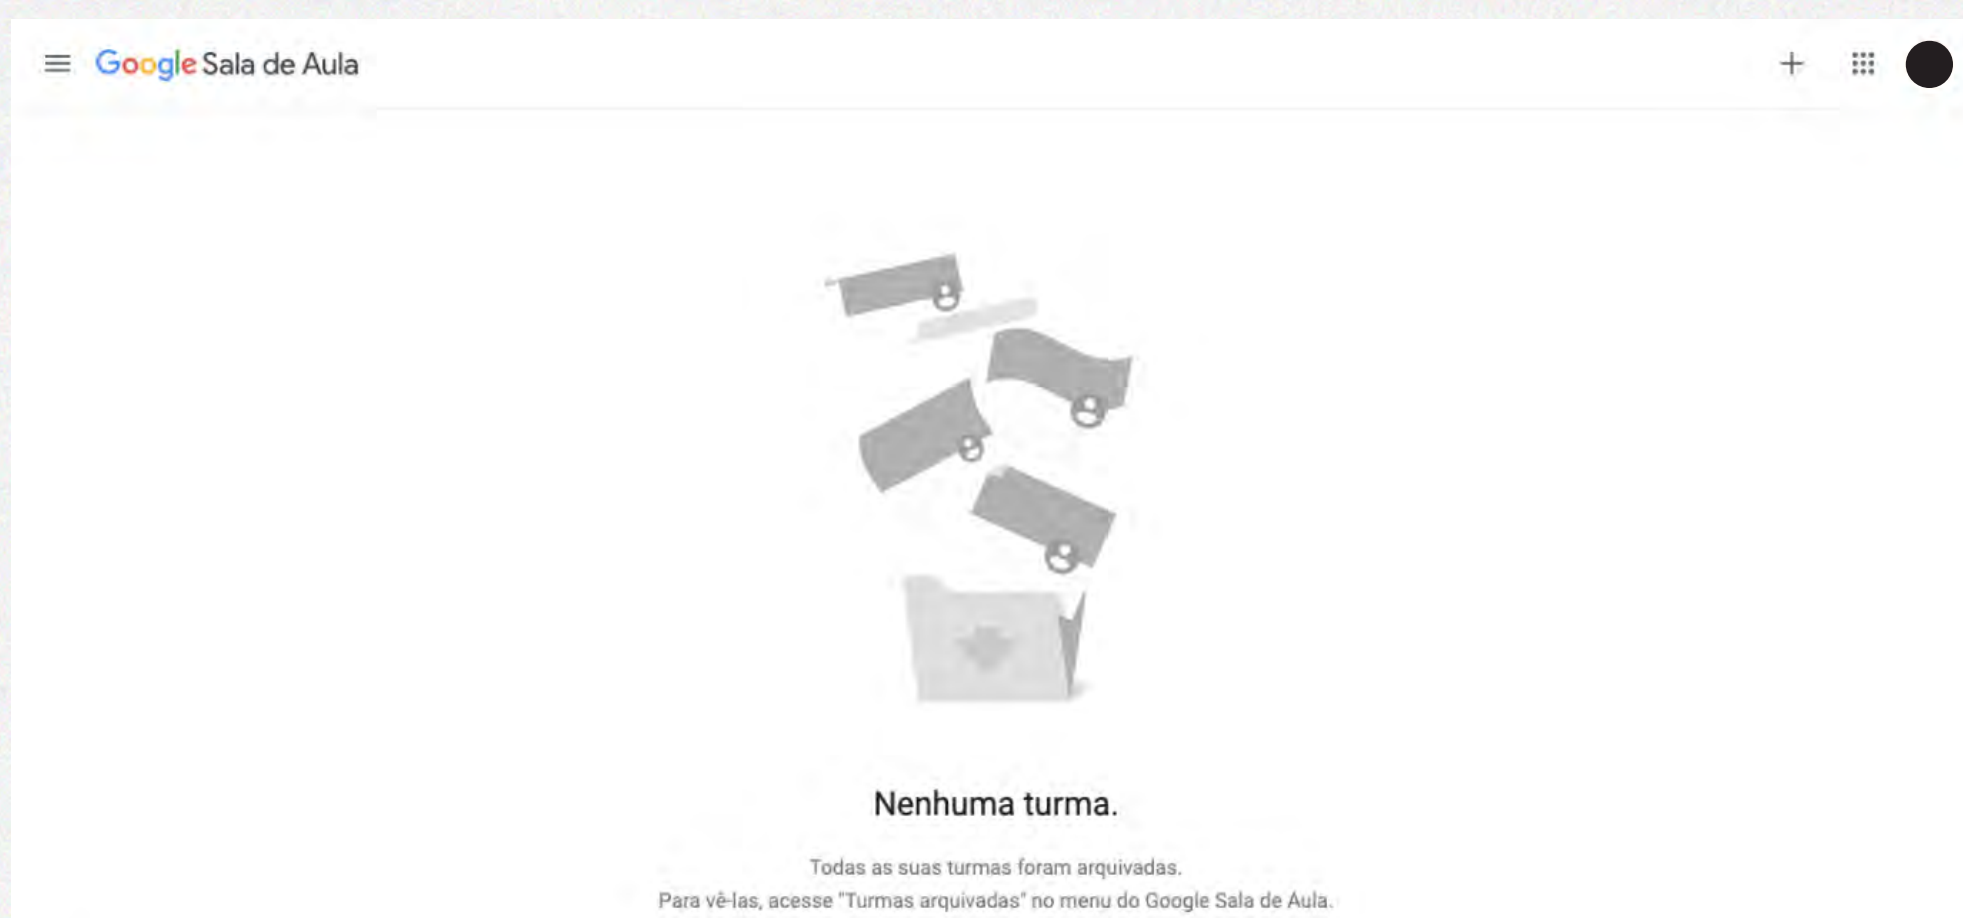 Google Sala de Aula
Nenhuma turma.
Todas as suas turmas foram arquivadas.
Para vê-las, acesse "Turmas arquivadas" no menu do Google Sala de Aula.